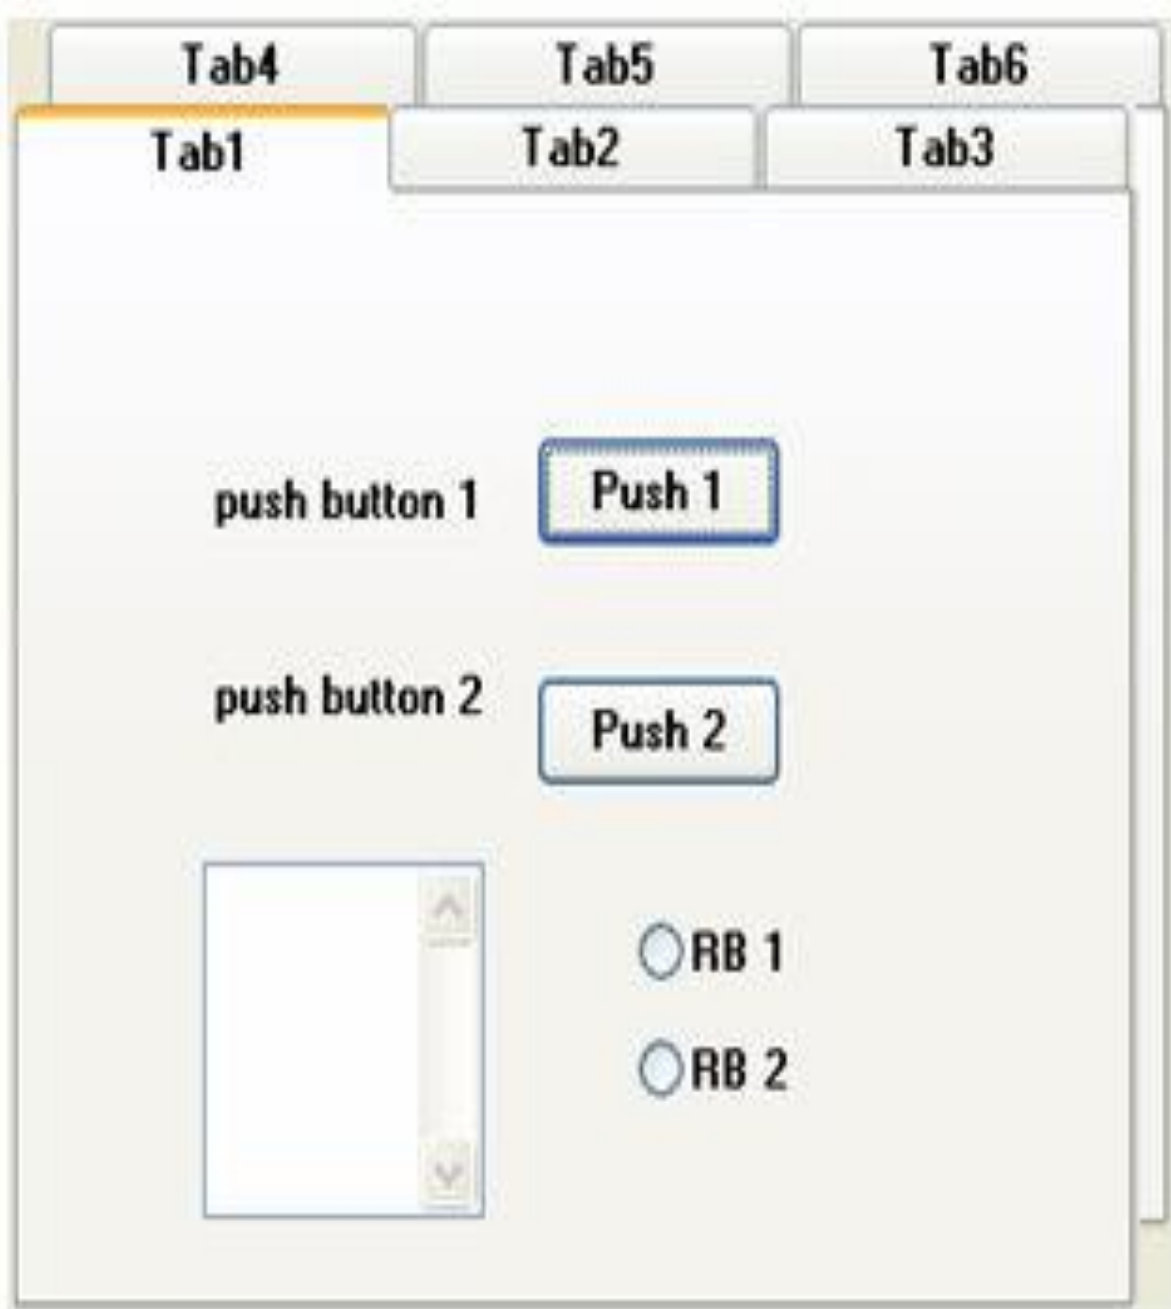 Tab4 Tab5 Tab6
Tab1 Tab2 Tab3
push button 1 Push 1
push button 2 Push 2
RB 1
RB 2